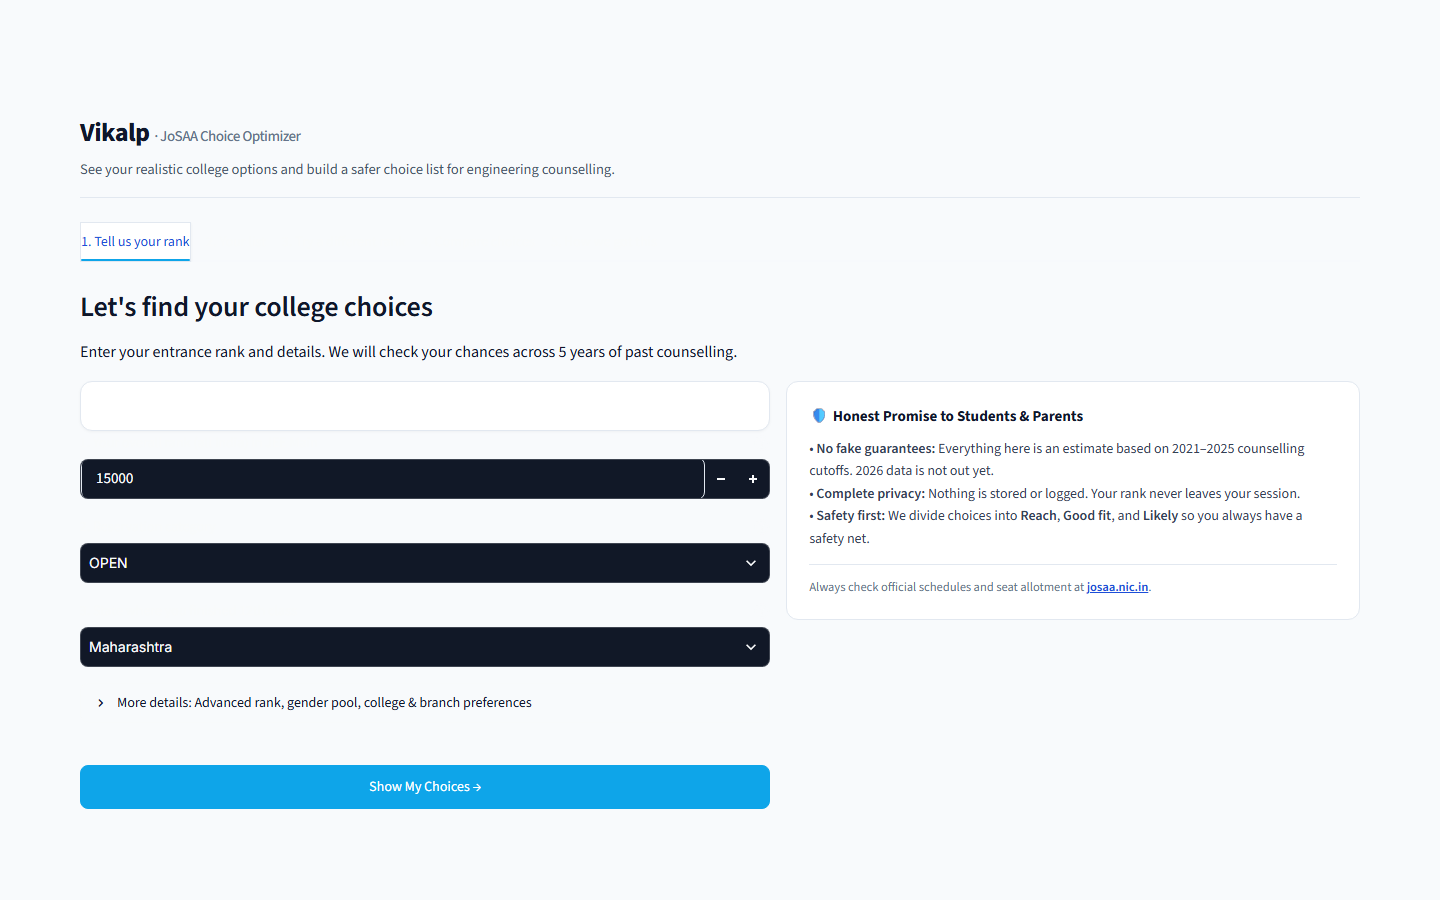 Vikalp · JoSAA Choice Optimizer
See your realistic college options and build a safer choice list for engineering counselling.
1. Tell us your rank
Let's find your college choices
Enter your entrance rank and details. We will check your chances across 5 years of past counselling.
15000
OPEN
Maharashtra
More details: Advanced rank, gender pool, college & branch preferences
Show My Choices →
Honest Promise to Students & Parents
• No fake guarantees: Everything here is an estimate based on 2021–2025 counselling
cutoffs. 2026 data is not out yet.
• Complete privacy: Nothing is stored or logged. Your rank never leaves your session.
• Safety first: We divide choices into Reach, Good fit, and Likely so you always have a
safety net.
Always check official schedules and seat allotment at josaa.nic.in.